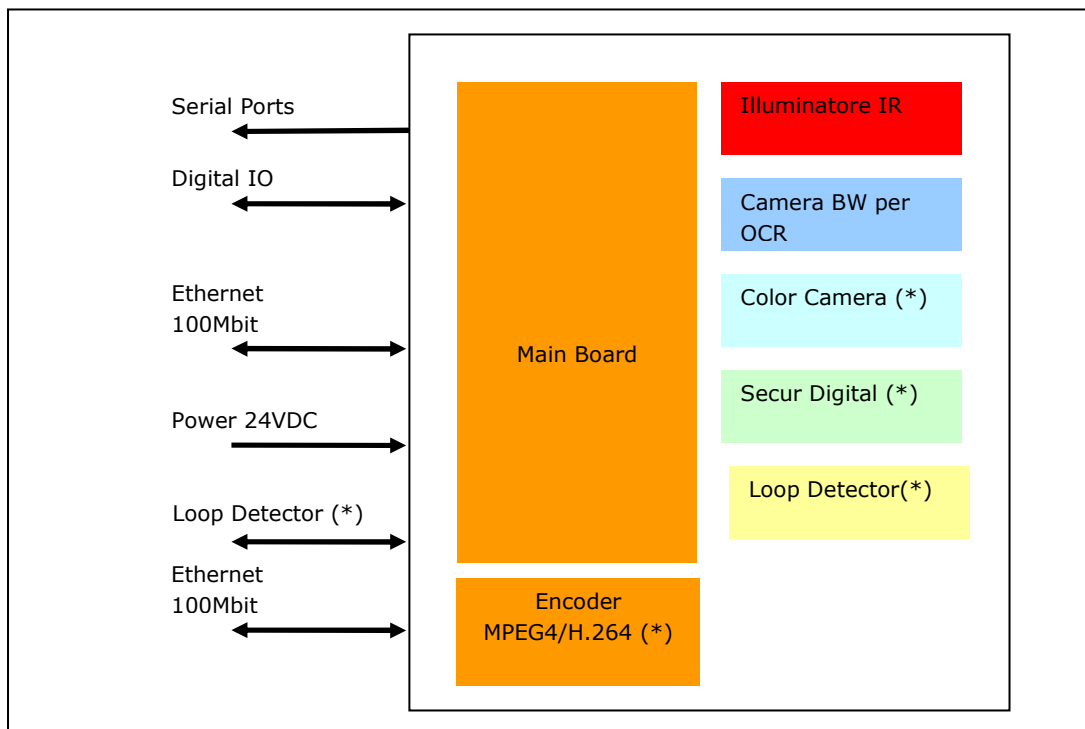 Serial Ports
Digital IO
Ethernet
100Mbit
Power 24VDC
Loop Detector (*)
Ethernet
100Mbit
Main Board
Encoder
MPEG4/H.264 (*)
Illuminatore IR
Camera BW per
OCR
Color Camera (*)
Secur Digital (*)
Loop Detector(*)